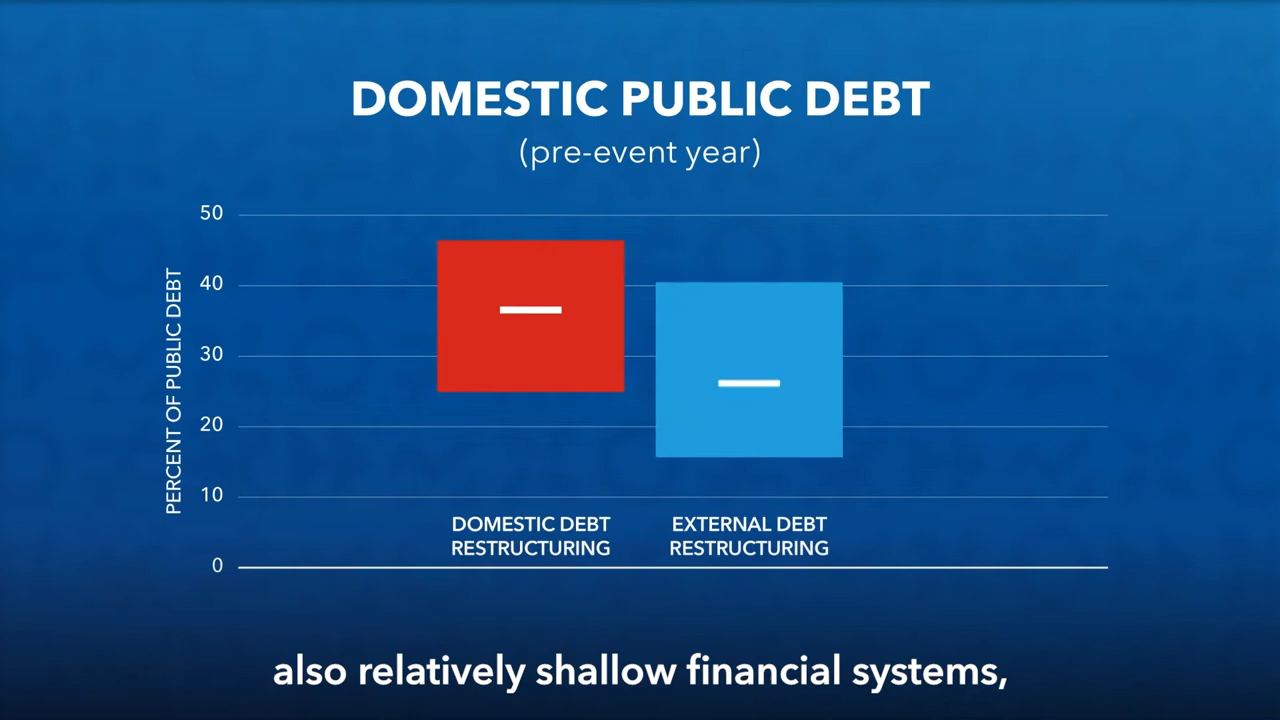 DOMESTIC PUBLIC DEBT
(pre-event year)
PERCENT OF PUBLIC DEBT
50
40
30
20
10
0
DOMESTIC DEBT
RESTRUCTURING
EXTERNAL DEBT
RESTRUCTURING
also relatively shallow financial systems,